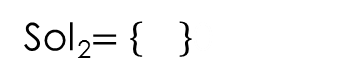 Sol₂= { }